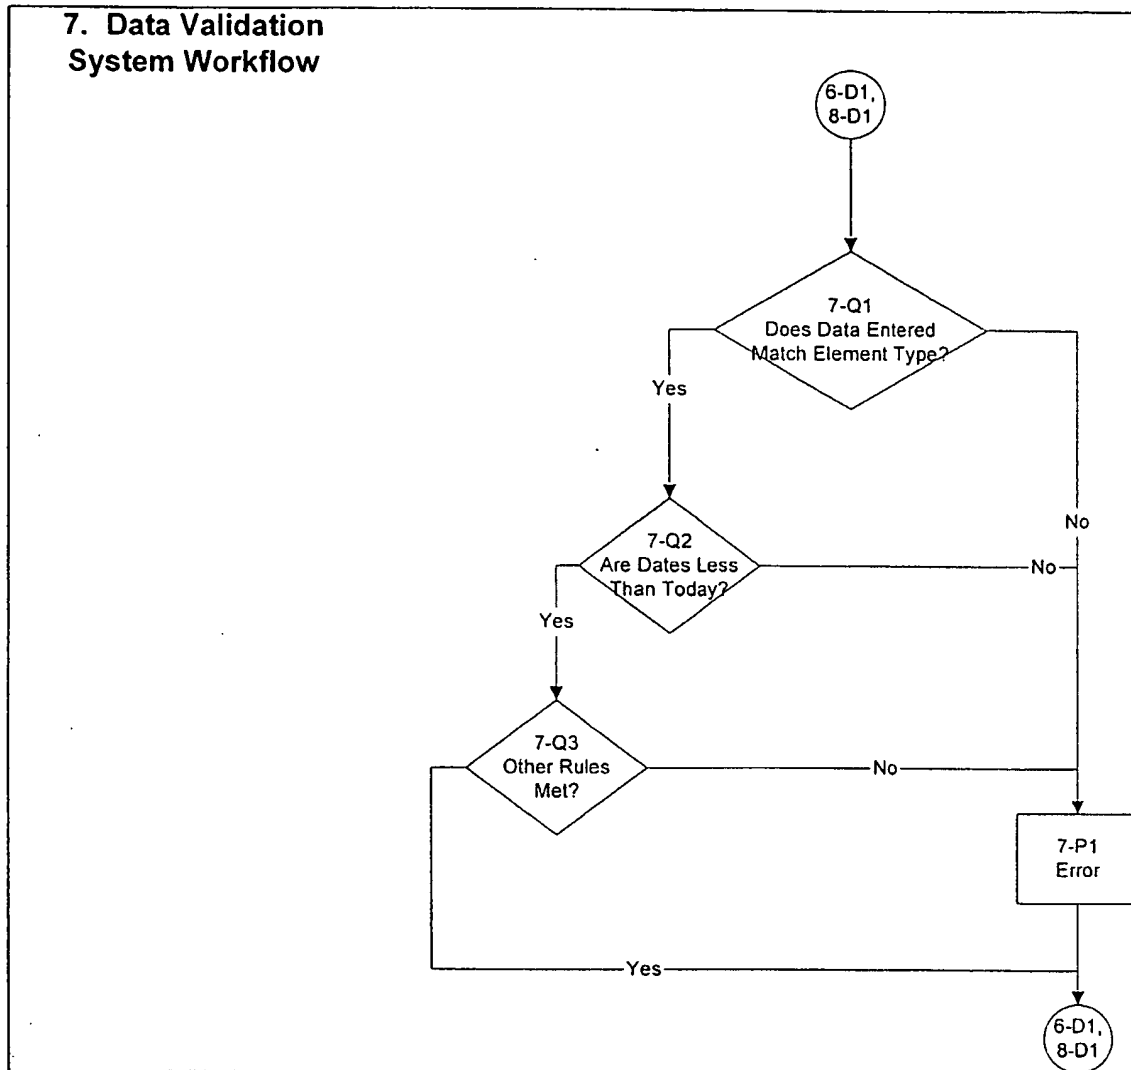 7. Data Validation
System Workflow
6-D1,
8-D1
7-Q1
Does Data Entered
Match Element Type?
Yes
No
7-Q2
Are Dates Less
Than Today?
No
Yes
7-Q3
Other Rules
Met?
No
7-P1
Error
Yes
6-D1,
8-D1